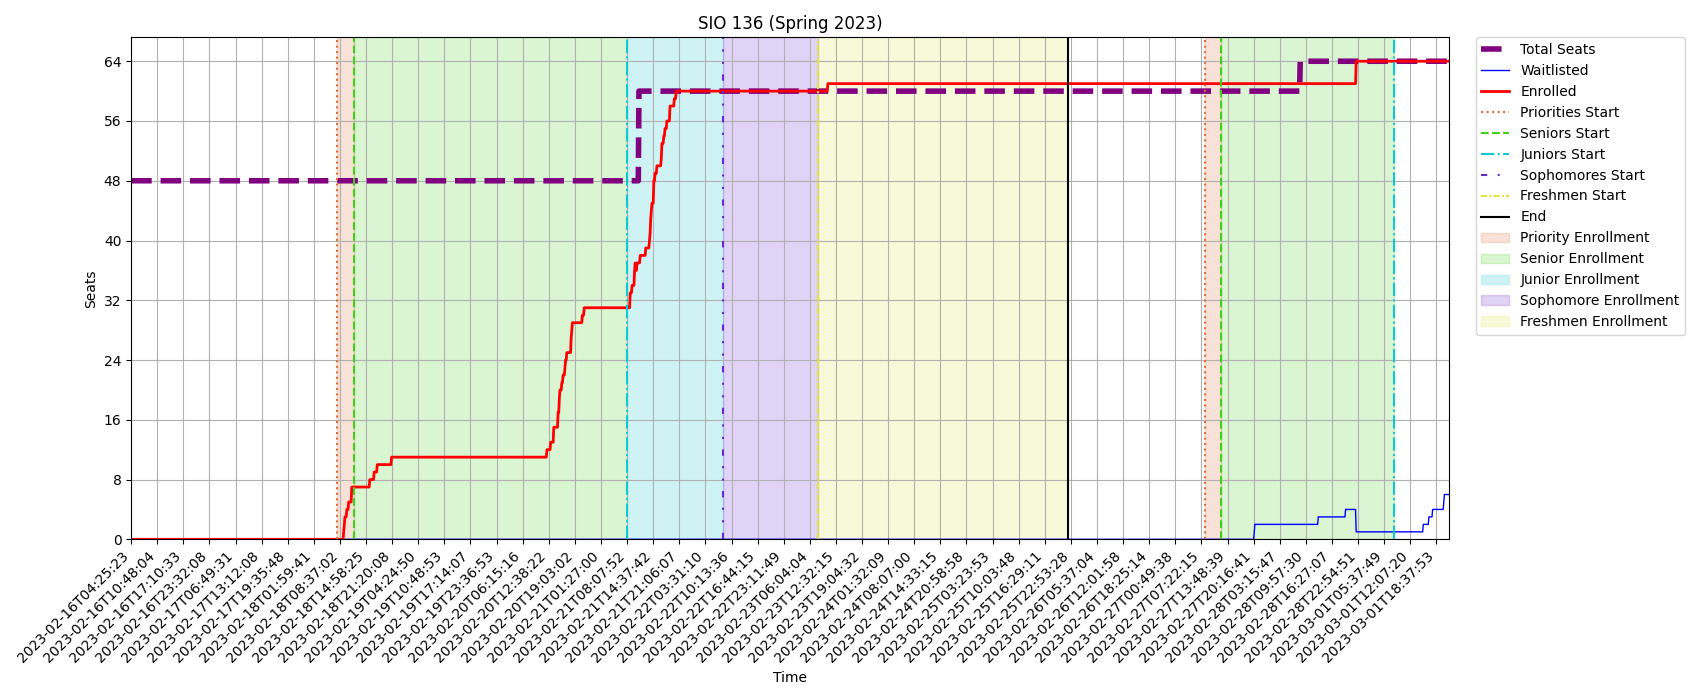 SIO 136 (Spring 2023)
Seats
64
56
48
40
32
24
16
8
0
2023-02-16T04:25:23
2023-02-16T10:48:04
2023-02-16T17:10:33
2023-02-16T23:32:08
2023-02-17T06:49:31
2023-02-17T13:12:08
2023-02-17T19:35:48
2023-02-18T01:59:41
2023-02-18T08:37:02
2023-02-18T14:58:25
2023-02-18T21:20:08
2023-02-19T04:24:50
2023-02-19T10:48:53
2023-02-19T17:14:07
2023-02-19T23:36:53
2023-02-20T06:15:16
2023-02-20T12:38:22
2023-02-20T19:03:02
2023-02-21T01:27:00
2023-02-21T08:07:52
2023-02-21T14:37:42
2023-02-21T21:06:07
2023-02-22T03:31:10
2023-02-22T10:13:36
2023-02-22T16:44:15
2023-02-22T23:11:49
2023-02-23T06:04:04
2023-02-23T12:32:15
2023-02-23T19:04:32
2023-02-24T01:32:09
2023-02-24T08:07:00
2023-02-24T14:33:15
2023-02-24T20:58:58
2023-02-25T03:23:53
2023-02-25T10:03:48
2023-02-25T16:29:11
2023-02-25T22:53:28
2023-02-26T05:37:04
2023-02-26T12:01:58
2023-02-26T18:25:14
2023-02-27T00:49:38
2023-02-27T07:22:15
2023-02-27T13:48:39
2023-02-27T20:16:41
2023-02-28T03:15:47
2023-02-28T09:57:30
2023-02-28T16:27:07
2023-02-28T22:54:51
2023-03-01T05:37:49
2023-03-01T12:07:20
2023-03-01T18:37:53
Time
Total Seats
Waitlisted
Enrolled
Priorities Start
Seniors Start
Juniors Start
Sophomores Start
Freshmen Start
End
Priority Enrollment
Senior Enrollment
Junior Enrollment
Sophomore Enrollment
Freshmen Enrollment